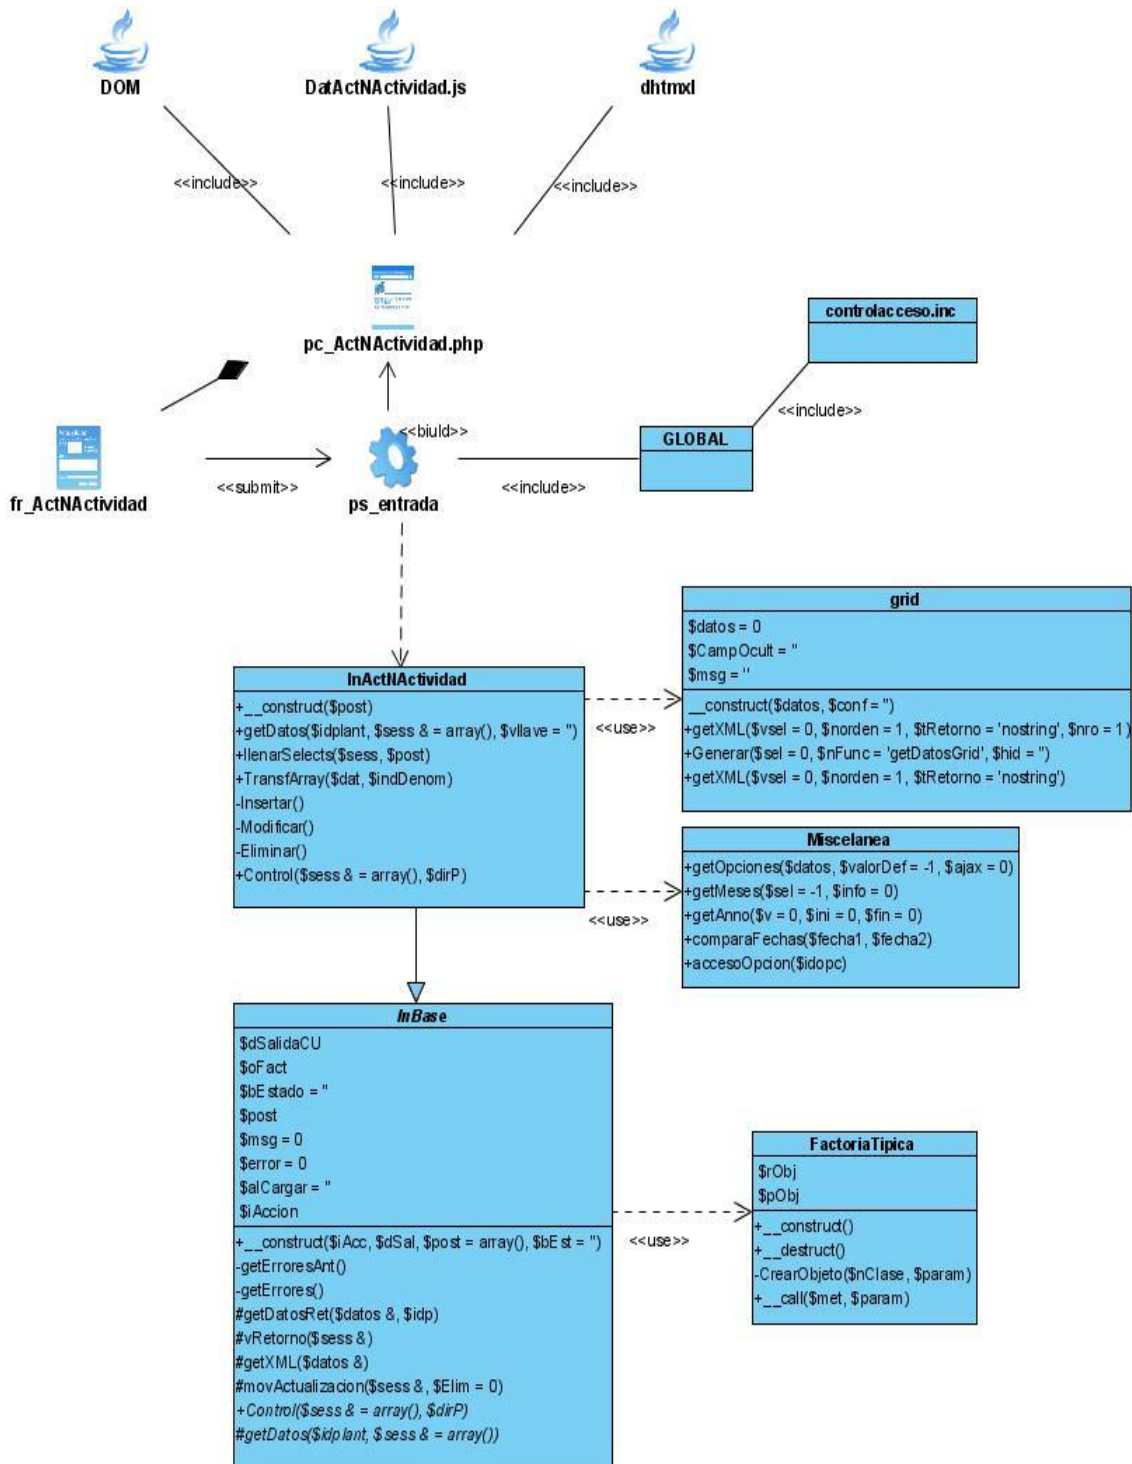 DOM
DatActNActividad.js
dhtmxl
<<include>>
<<include>>
<<include>>
pc_ActNActividad.php
controlacceso.inc
<<include>>
<<biuld>>
GLOBAL
fr_ActNActividad
<<submit>>
ps_entrada
<<include>>
InActNActividad
+__construct($post)
+getDatos($idplant, $sess & = array(), $vllave = '')
+llenarSelects($sess, $post)
+TransfArray($dat, $indDenom)
-Insertar()
-Modificar()
-Eliminar()
+Control($sess & = array(), $dirP)
<<use>>
<<use>>
grid
$datos = 0
$CampOcult = ''
$msg = ''
__construct($datos, $conf = '')
+getXML($vsel = 0, $norden = 1, $tRetorno = 'nostring', $nro = 1)
+Generar($sel = 0, $nFunc = 'getDatosGrid', $hid = '')
+getXML($vsel = 0, $norden = 1, $tRetorno = 'nostring')
Miscelanea
+getOpciones($datos, $valorDef = -1, $ajax = 0)
+getMeses($sel = -1, $info = 0)
+getAnno($v = 0, $ini = 0, $fin = 0)
+comparaFechas($fecha1, $fecha2)
+accesoOpcion($idopc)
InBase
$dSalidaCU
$oFact
$bEstado = ''
$post
$msg = 0
$error = 0
$alCargar = ''
$iAccion
+__construct($iAcc, $dSal, $post = array(), $bEst = '')
-getErroresAnt()
-getErrores()
#getDatosRet($datos &, $idp)
#vRetorno($sess &)
#getXML($datos &)
#movActualizacion($sess &, $Elim = 0)
+Control($sess & = array(), $dirP)
#getDatos($idplant, $sess & = array())
<<use>>
FactoriaTipica
$rObj
$pObj
+__construct()
+__destruct()
-CrearObjeto($nClase, $param)
+__call($met, $param)